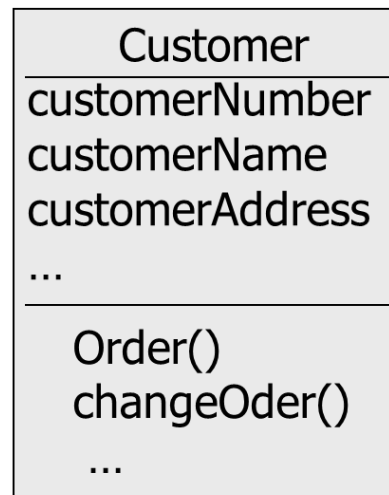 Customer
customerNumber
customerName
customerAddress
...
Order()
changeOder()
...